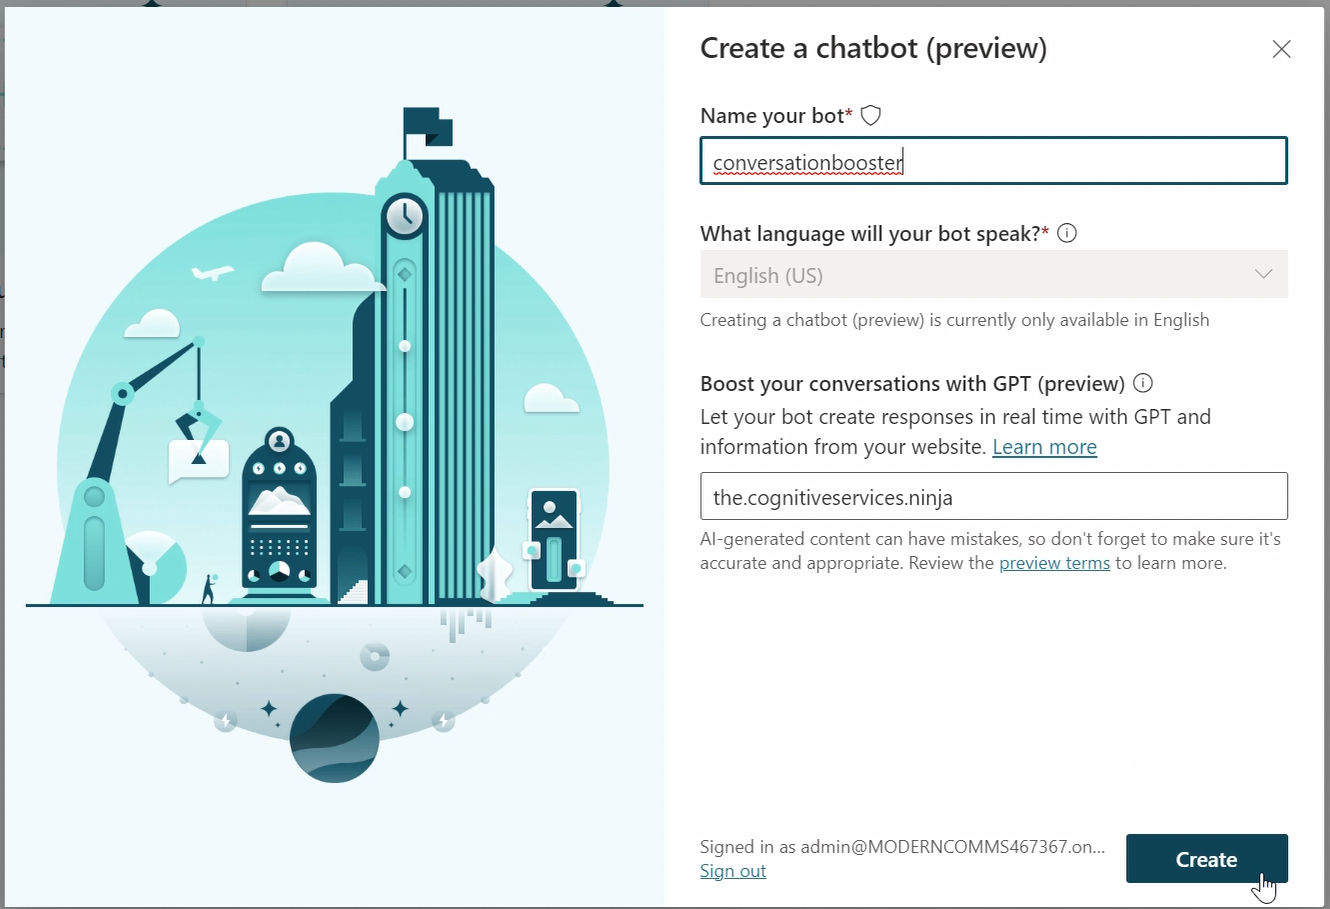 Create a chatbot (preview)
Name your bot*
conversationbooster
What language will your bot speak?*
English (US)
Creating a chatbot (preview) is currently only available in English
Boost your conversations with GPT (preview)
Let your bot create responses in real time with GPT and
information from your website. Learn more
the.cognitiveservices.ninja
AI-generated content can have mistakes, so don't forget to make sure it's
accurate and appropriate. Review the preview terms to learn more.
Signed in as admin@MODERNCOMMS467367.on...
Sign out
Create